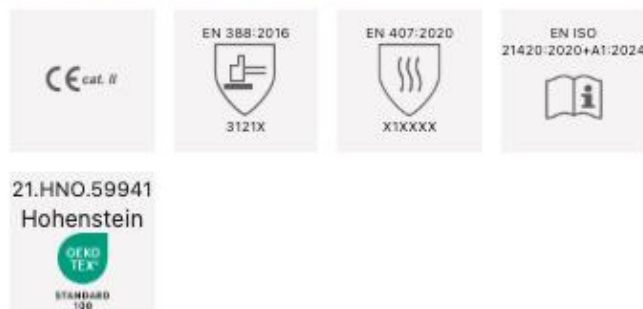 CE cat. II
EN 388:2016
3121X
EN 407:2020
X1XXXX
EN ISO
21420:2020+A1:2024
i
21.HNO.59941
Hohenstein
OEKO
TEX®
STANDARD
100